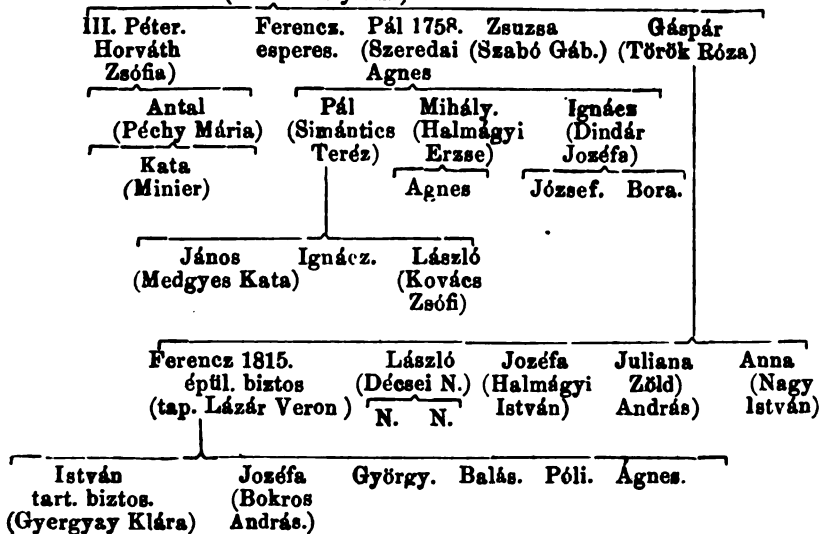 III. Péter. Ferencz. Pál 1758. Zsuzsa Gáspár
Horváth esperes. (Szeredai (Szabó Gáb.) (Török Róza)
Zsófia) Agnes
Antal Pál Mihály. Ignácz
(Péchy Mária) (Simántics (Halmágyi (Dindár
Teréz) Erzse) Jozéfa)
Kata Agnes József. Bora.
(Minier)
János Ignácz. László
(Medgyes Kata) (Kovács
Zsófi)
Ferencz 1815. László Jozéfa Juliana Anna
épül. biztos (Décsei N.) (Halmágyi Zöld) (Nagy
(tap. Lázár Veron ) N. N. István) András) István)
István Jozéfa György. Balás. Póli. Ágnes.
tart. biztos. (Bokros
(Gyergyay Klára) András.)